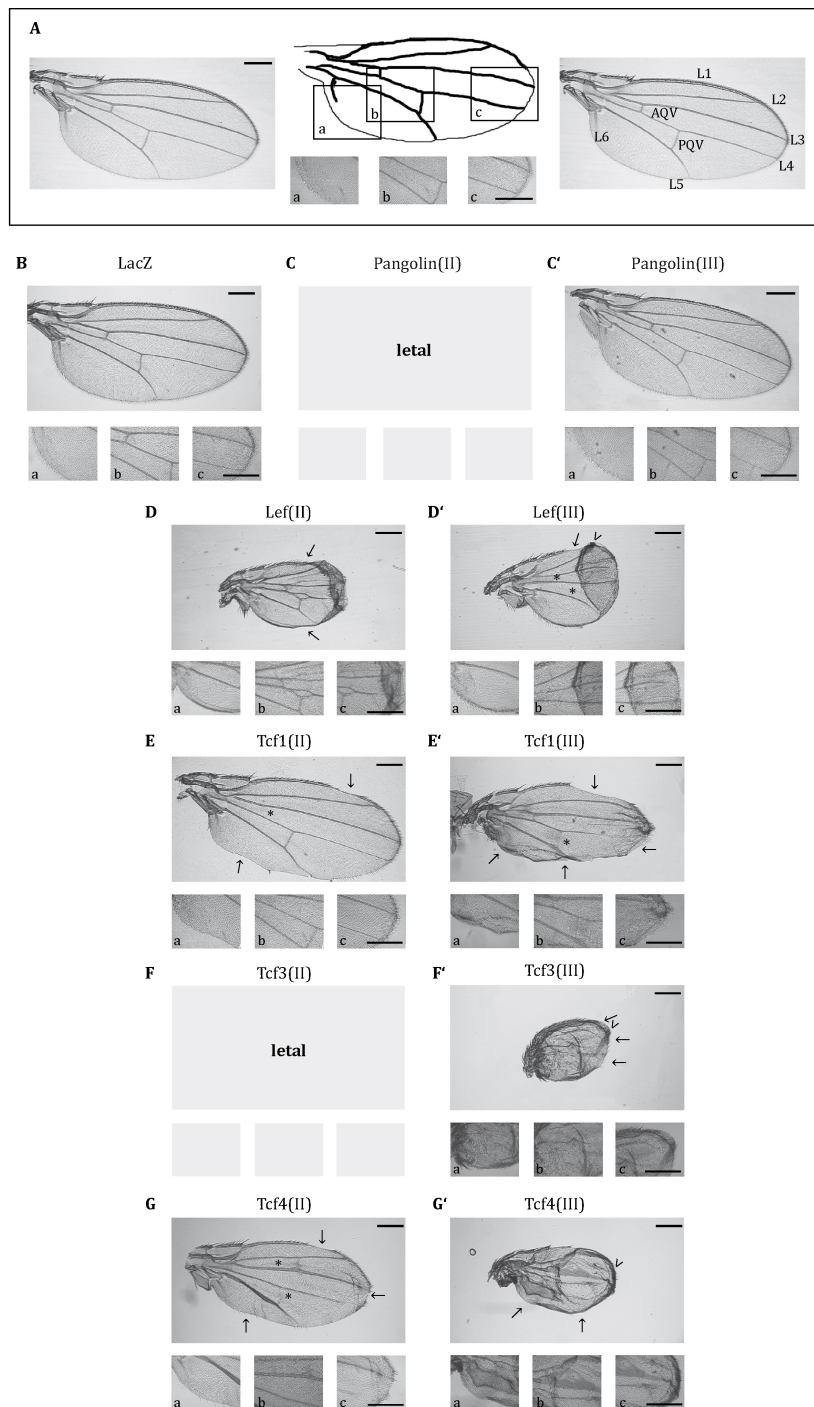 A
a
b
c
a
b
c
L1
L2
L3
L4
L5
L6
AQV
PQV
B LacZ
C Pangolin(II)
C‘ Pangolin(III)
letal
a b c
a b c
D Lef(II)
D‘ Lef(III)
* *
a b c
a b c
E Tcf1(II)
E‘ Tcf1(III)
* *
a b c
a b c
F Tcf3(II)
F‘ Tcf3(III)
letal
a b c
G Tcf4(II)
G‘ Tcf4(III)
* *
a b c
a b c